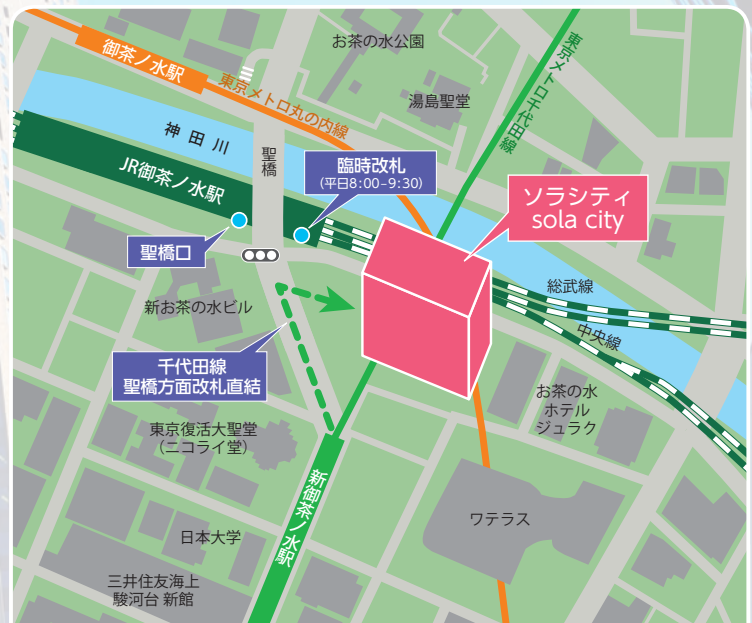 お茶の水公園
御茶ノ水駅
東京メトロ丸の内線
湯島聖堂
東京メトロ千代田線
神田川
聖橋
JR御茶ノ水駅
臨時改札
(平日8:00-9:30)
ソラシティ
sola city
聖橋口
総武線
新お茶の水ビル
中央線
千代田線
聖橋方面改札直結
お茶の水
ホテル
ジュラク
東京復活大聖堂
(ニコライ堂)
新御茶ノ水駅
ワテラス
日本大学
三井住友海上
駿河台 新館